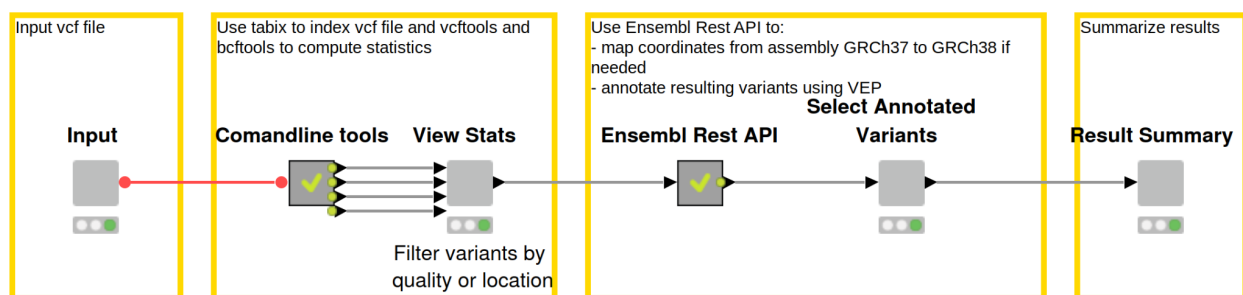 Input vcf file
Use tabix to index vcf file and vcftools and
bcftools to compute statistics
Use Ensembl Rest API to:
- map coordinates from assembly GRCh37 to GRCh38 if
needed
- annotate resulting variants using VEP
Summarize results
Input
Comandline tools
View Stats
Filter variants by
quality or location
Ensembl Rest API
Select Annotated
Variants
Result Summary